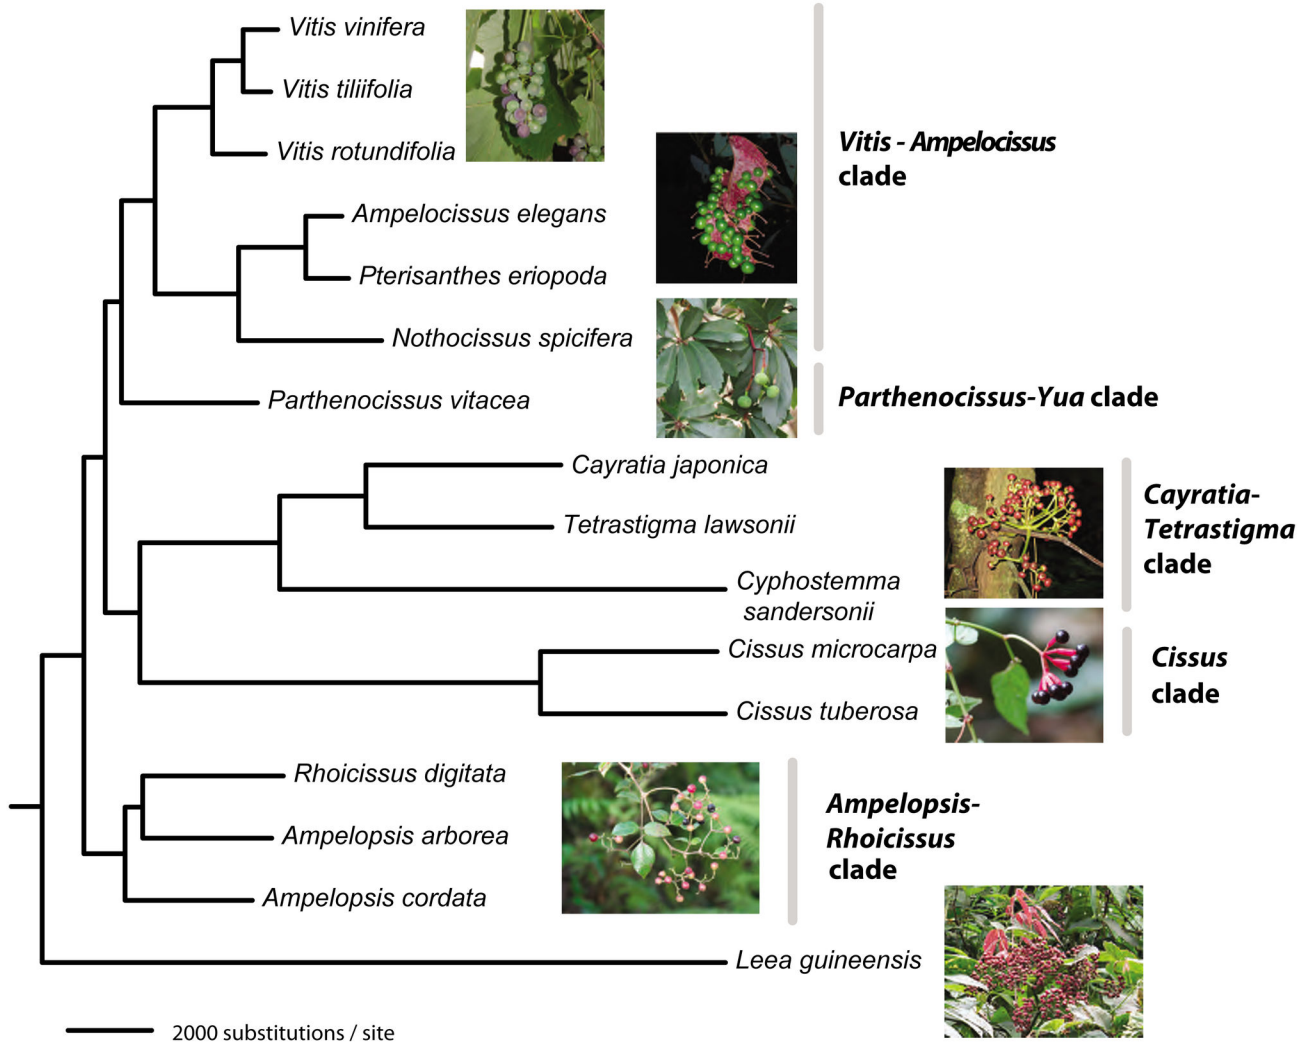 Vitis vinifera
Vitis tiliifolia
Vitis rotundifolia
Vitis - Ampelocissus
clade
Ampelocissus elegans
Pterisanthes eriopoda
Nothocissus spicifera
Parthenocissus vitacea
Parthenocissus-Yua clade
Cayratia japonica
Tetrastigma lawsonii
Cyphostemma
sandersonii
Cayratia-
Tetrastigma
clade
Cissus microcarpa
Cissus tuberosa
Cissus
clade
Rhoicissus digitata
Ampelopsis arborea
Ampelopsis cordata
Ampelopsis-
Rhoicissus
clade
Leea guineensis
2000 substitutions / site